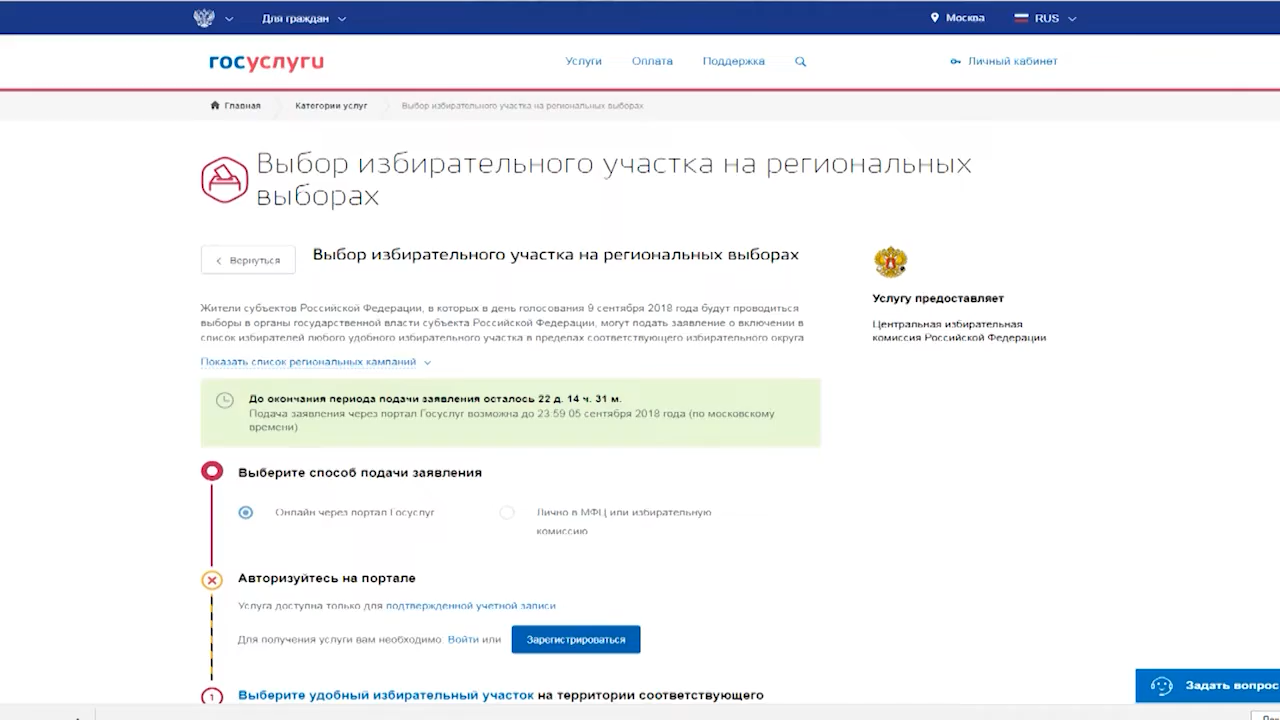 Для граждан
Москва
RUS
госуслуги
Услуги
Оплата
Поддержка
Личный кабинет
Главная
Категории услуг
Выбор избирательного участка на региональных выборах
Выбор избирательного участка на региональных
выборах
Вернуться
Выбор избирательного участка на региональных выборах
Жители субъектов Российской Федерации, в которых в день голосования 9 сентября 2018 года будут проводиться
выборы в органы государственной власти субъекта Российской Федерации, могут подать заявление о включении в
список избирателей любого удобного избирательного участка в пределах соответствующего избирательного округа
Показать список региональных кампаний
Услугу предоставляет
Центральная избирательная
комиссия Российской Федерации
До окончания периода подачи заявления осталось 22 д. 14 ч. 31 м.
Подача заявления через портал Госуслуг возможна до 23 59 05 сентября 2018 года (по московскому
времени)
Выберите способ подачи заявления
Онлайн через портал Госуслуг
Лично в МФЦ или избирательную
комиссию
Авторизуйтесь на портале
Услуга доступна только для подтвержденной учетной записи
Для получения услуги вам необходимо: Войти или
Зарегистрироваться
1
Выберите удобный избирательный участок на территории соответствующего
Задать вопрос